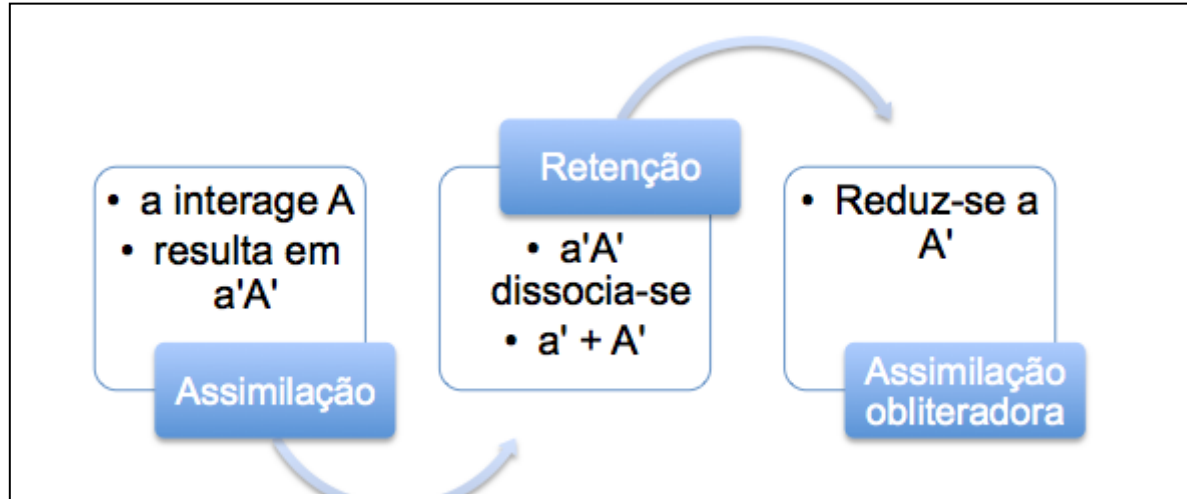 • a interage A
• resulta em
a'A'
Assimilação
Retenção
• a'A'
dissocia-se
• a' + A'
• Reduz-se a
A'
Assimilação
obliteradora